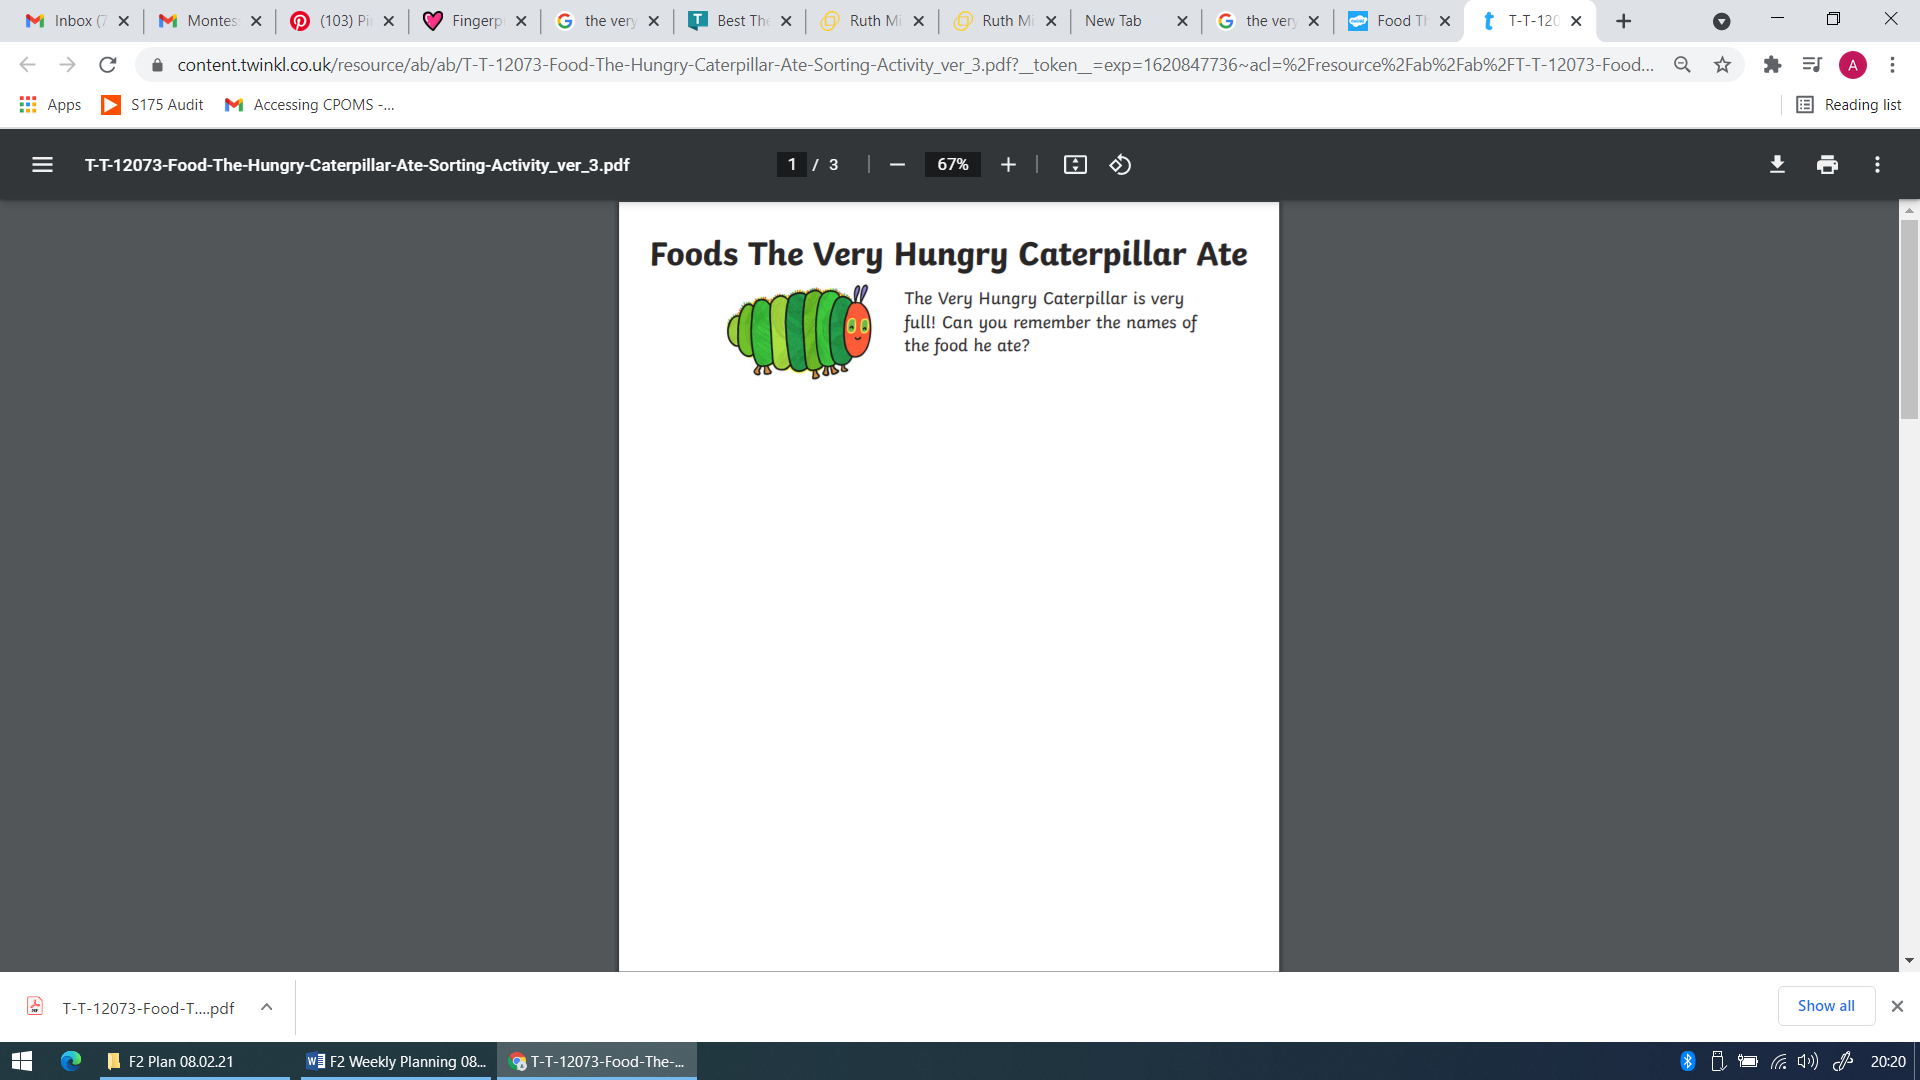 Inbox (7
Montes
(103) Pi
Fingerp
the very
Best The
Ruth Mi
Ruth Mi
New Tab
the very
Food Th
T-T-120
content.twinkl.co.uk/resource/ab/ab/T-T-12073-Food-The-Hungry-Caterpillar-Ate-Sorting-Activity_ver_3.pdf?__token__=exp=1620847736~acl=%2Fresource%2Fab%2Fab%2FT-T-12073-Food...
A
Apps
S175 Audit
Accessing CPOMS -...
Reading list
T-T-12073-Food-The-Hungry-Caterpillar-Ate-Sorting-Activity_ver_3.pdf
1 / 3
67%
Foods The Very Hungry Caterpillar Ate
The Very Hungry Caterpillar is very
full! Can you remember the names of
the food he ate?
T-T-12073-Food-T....pdf
Show all
F2 Plan 08.02.21
F2 Weekly Planning 08...
T-T-12073-Food-The-...
20:20